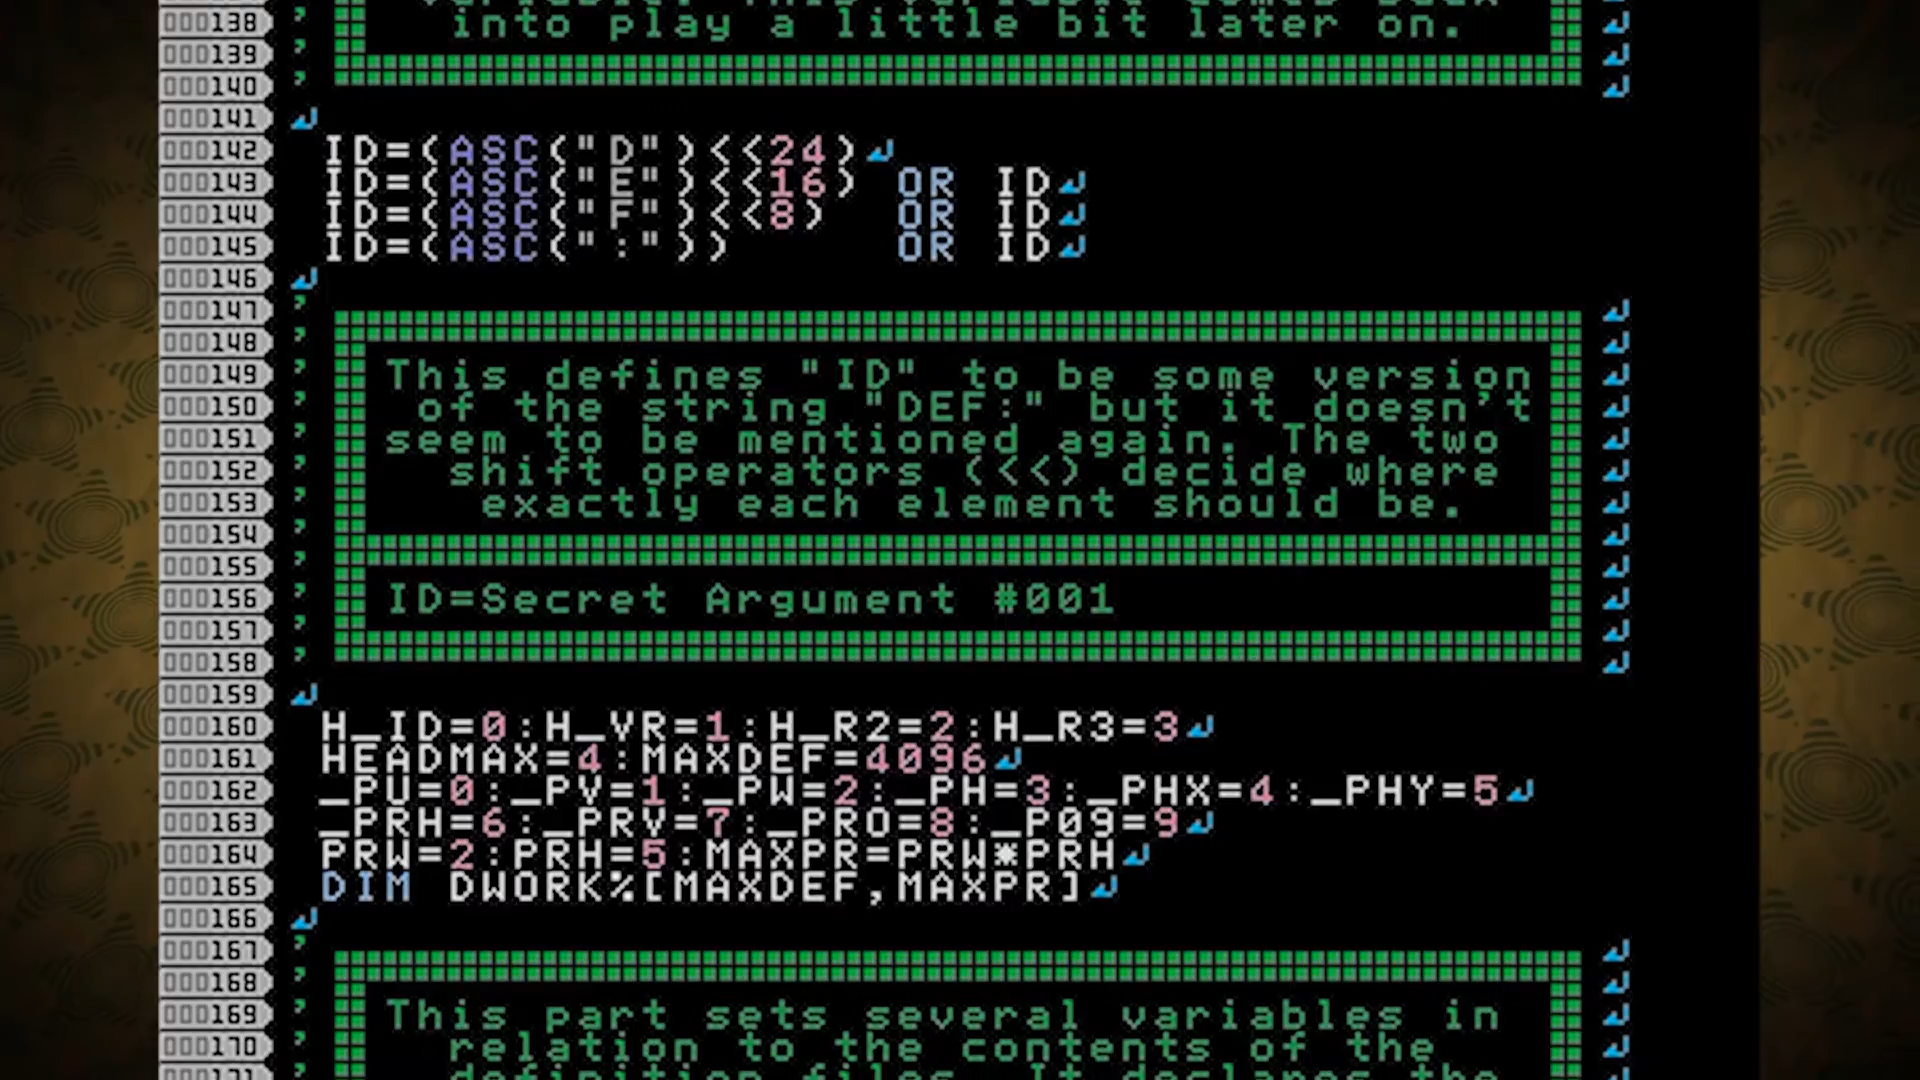 000138 ' into play a little bit later on.
000139 '
000140 '
000141
000142 ID=(ASC("D")<<24)
000143 ID=(ASC("E")<<16) OR ID
000144 ID=(ASC("F")<<8) OR ID
000145 ID=(ASC(":")) OR ID
000146
000147 '
000148 '
000149 ' This defines "ID" to be some version
000150 ' of the string "DEF:" but it doesn't
000151 ' seem to be mentioned again. The two
000152 ' shift operators (<<) decide where
000153 ' exactly each element should be.
000154 '
000155 '
000156 ' ID=Secret Argument #001
000157 '
000158 '
000159
000160 H_ID=0:H_VR=1:H_R2=2:H_R3=3
000161 HEADMAX=4:MAXDEF=4096
000162 _PU=0:_PV=1:_PW=2:_PH=3:_PHX=4:_PHY=5
000163 _PRH=6:_PRV=7:_PRO=8:_P09=9
000164 PRW=2:PRH=5:MAXPR=PRW*PRH
000165 DIM DWORK%[MAXDEF,MAXPR]
000166
000167 '
000168 '
000169 ' This part sets several variables in
000170 ' relation to the contents of the
000171 definition files. It declares the